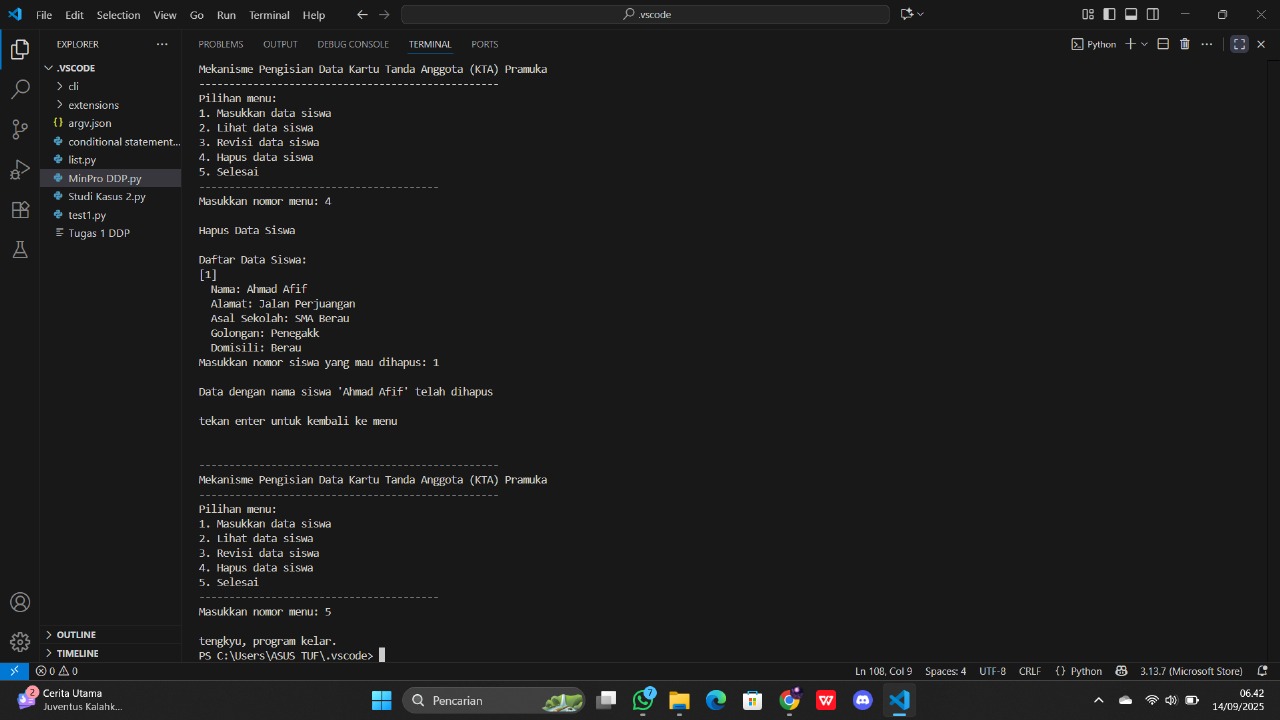 File Edit Selection View Go Run Terminal Help
.vscode
EXPLORER
PROBLEMS OUTPUT DEBUG CONSOLE TERMINAL PORTS
Python
.VSCODE
cli
extensions
argv.json
conditional statement...
list.py
MinPro DDP.py
Studi Kasus 2.py
test1.py
Tugas 1 DDP
OUTLINE
TIMELINE
Mekanisme Pengisian Data Kartu Tanda Anggota (KTA) Pramuka
--------------------------------------------------
Pilihan menu:
1. Masukkan data siswa
2. Lihat data siswa
3. Revisi data siswa
4. Hapus data siswa
5. Selesai
----------------------------------------
Masukkan nomor menu: 4
Hapus Data Siswa
Daftar Data Siswa:
[1]
Nama: Ahmad Afif
Alamat: Jalan Perjuangan
Asal Sekolah: SMA Berau
Golongan: Penegakk
Domisili: Berau
Masukkan nomor siswa yang mau dihapus: 1
Data dengan nama siswa 'Ahmad Afif' telah dihapus
tekan enter untuk kembali ke menu
--------------------------------------------------
Mekanisme Pengisian Data Kartu Tanda Anggota (KTA) Pramuka
--------------------------------------------------
Pilihan menu:
1. Masukkan data siswa
2. Lihat data siswa
3. Revisi data siswa
4. Hapus data siswa
5. Selesai
----------------------------------------
Masukkan nomor menu: 5
tengkyu, program kelar.
PS C:\Users\ASUS TUF\.vscode>
0 0
Ln 108, Col 9 Spaces: 4 UTF-8 CRLF {} Python 3.13.7 (Microsoft Store)
2
Cerita Utama
Juventus Kalahk...
Pencarian
7
W
06.42
14/09/2025